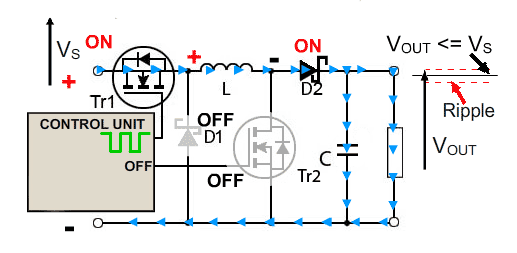 VS ON
+
Tr1
+
L
-
ON
D2
VOUT <= VS
Ripple
VOUT
CONTROL UNIT
OFF
OFF
D1
OFF
Tr2
C
-